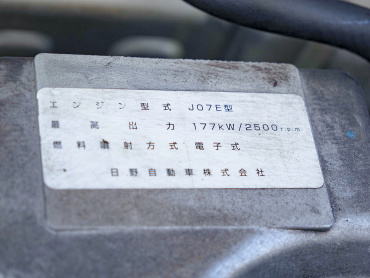 エンジン型式 J07E型
最高出力 177kW/2500r.p.m
燃料噴射方式 電子式
日野自動車株式会社